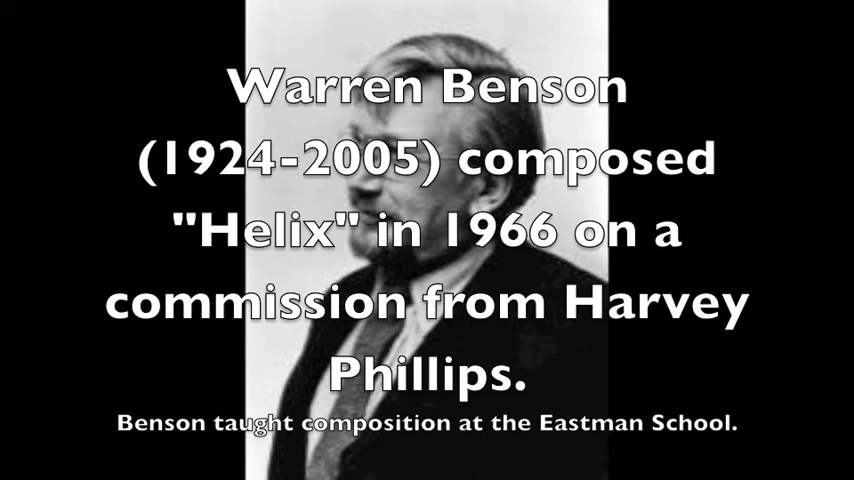 Warren Benson
(1924-2005) composed
"Helix" in 1966 on a
commission from Harvey
Phillips.
Benson taught composition at the Eastman School.